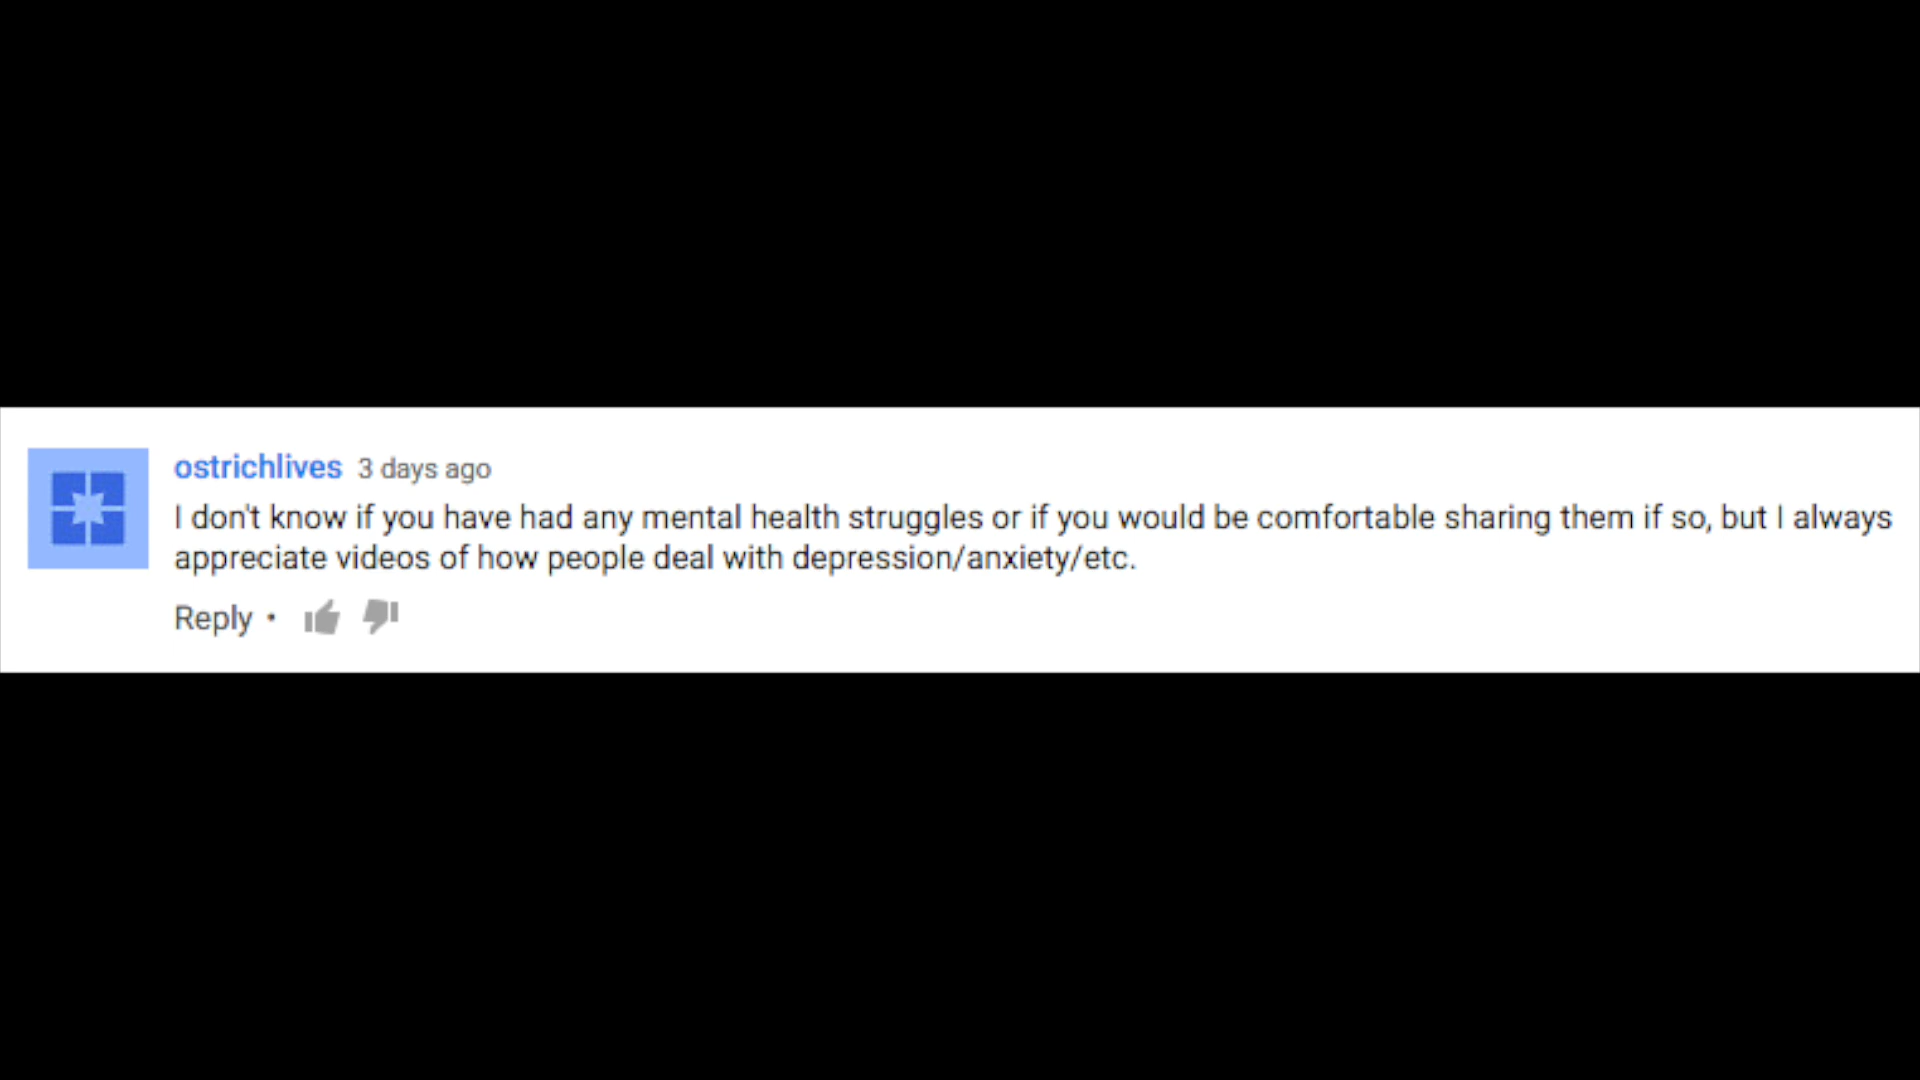 ostrichlives 3 days ago
I don't know if you have had any mental health struggles or if you would be comfortable sharing them if so, but I always
appreciate videos of how people deal with depression/anxiety/etc.
Reply •